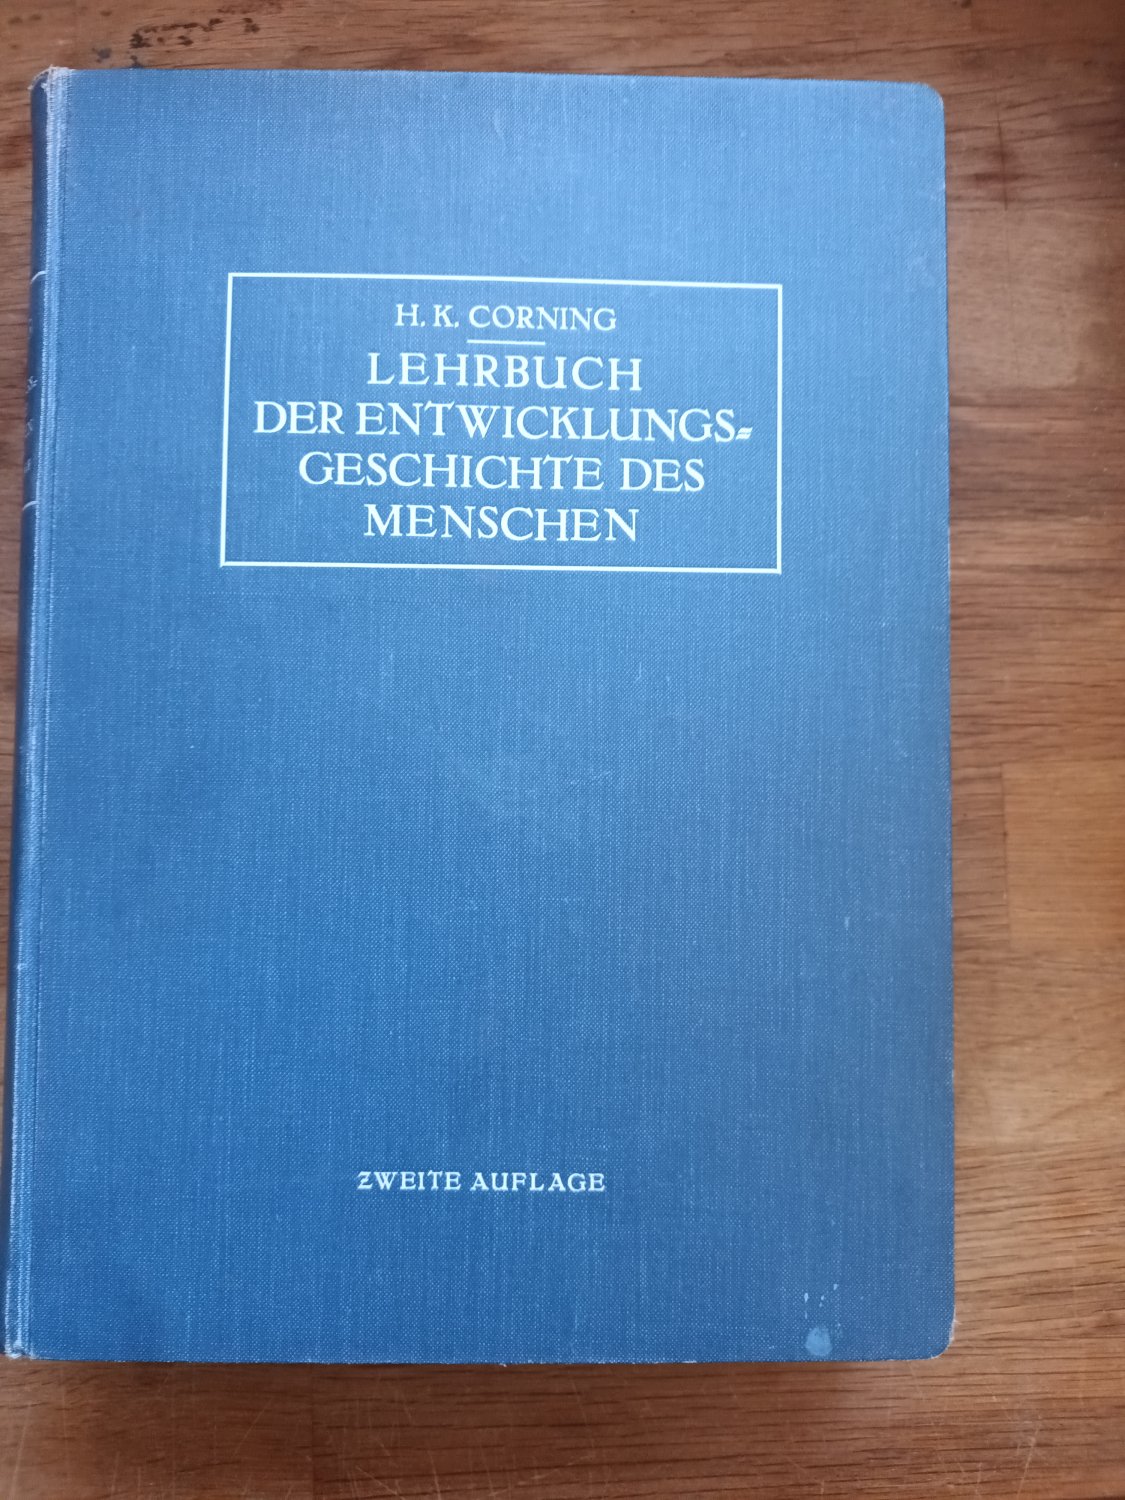 H. K. CORNING
LEHRBUCH
DER ENTWICKLUNGS=
GESCHICHTE DES
MENSCHEN
ZWEITE AUFLAGE